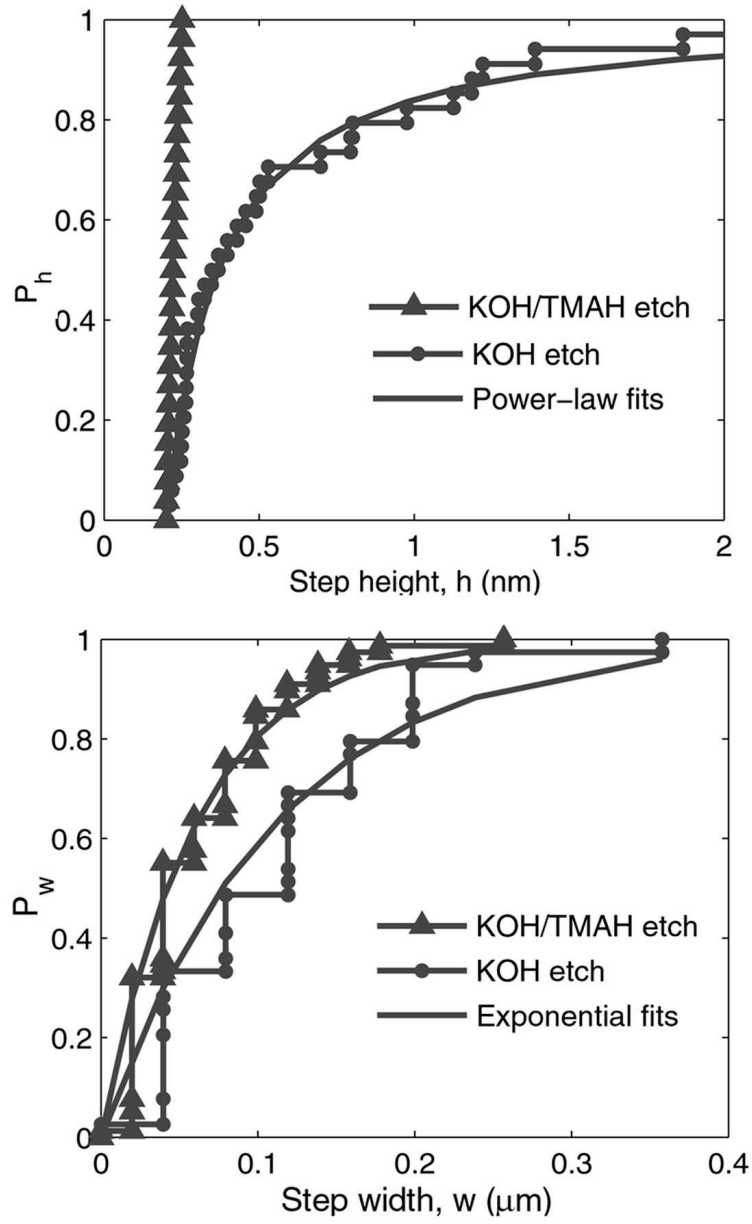 1
0.8
0.6
P_h
0.4
0.2
0
KOH/TMAH etch
KOH etch
Power-law fits
0 0.5 1 1.5 2
Step height, h (nm)
1
0.8
0.6
P_w
0.4
0.2
0
KOH/TMAH etch
KOH etch
Exponential fits
0 0.1 0.2 0.3 0.4
Step width, w (μm)